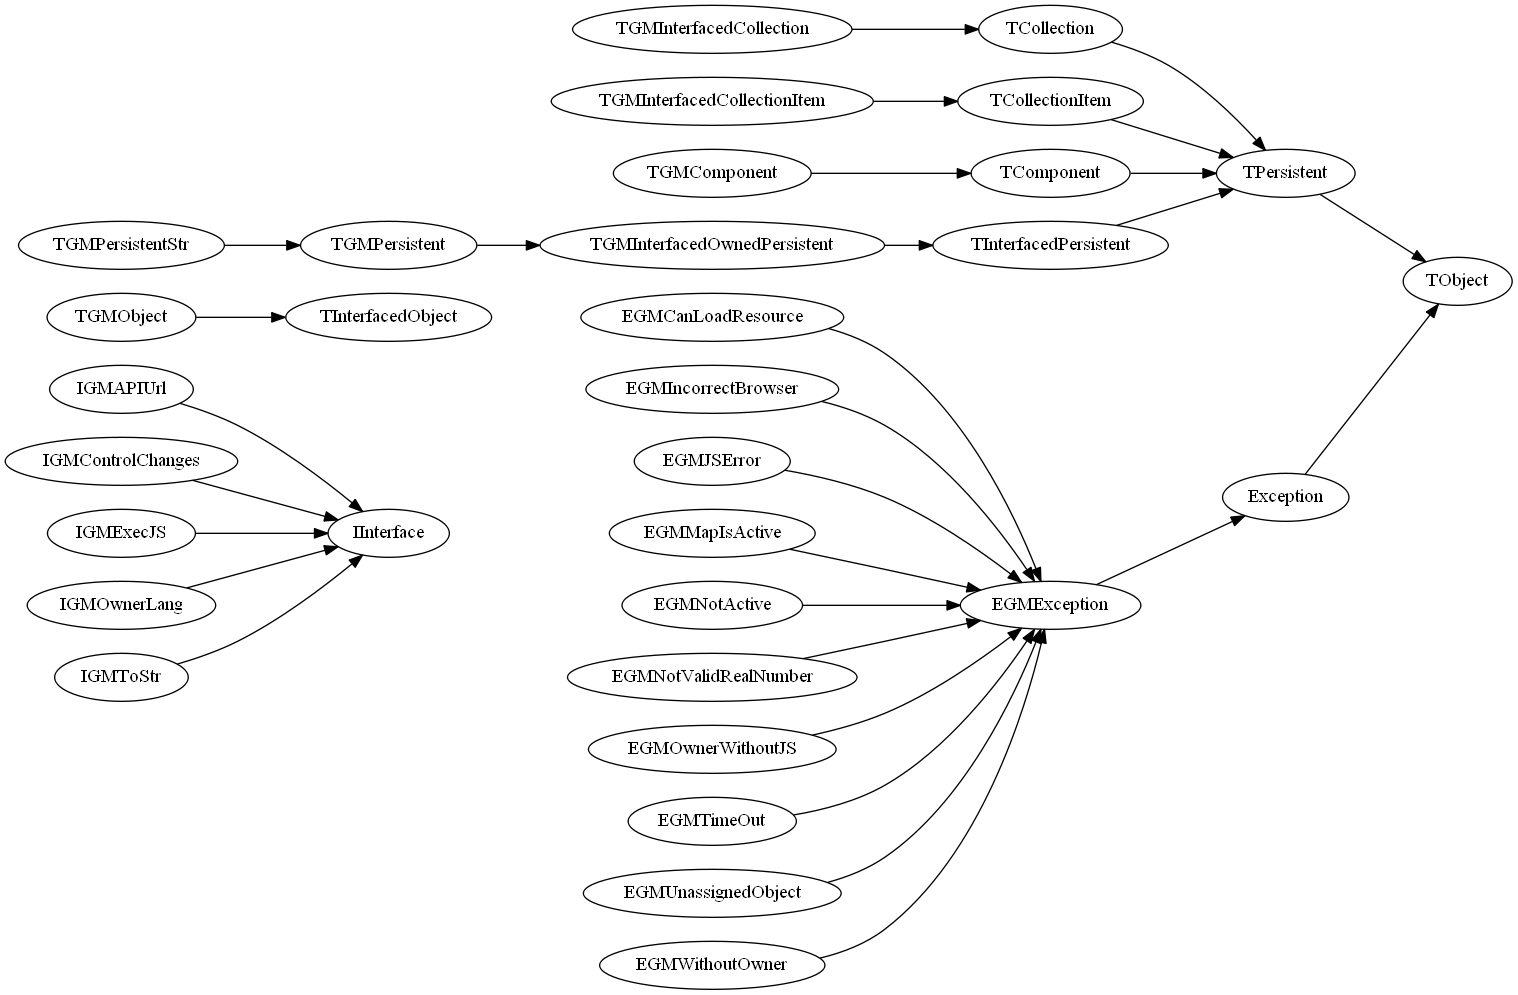 TGMInterfacedCollection
TCollection
TGMInterfacedCollectionItem
TCollectionItem
TGMComponent
TComponent
TPersistent
TGMPersistentStr
TGMPersistent
TGMInterfacedOwnedPersistent
TInterfacedPersistent
TObject
TGMObject
TInterfacedObject
EGMCanLoadResource
IGMAPIUrl
EGMIncorrectBrowser
IGMControlChanges
EGMJSError
Exception
IGMExecJS
IInterface
EGMMapIsActive
IGMOwnerLang
EGMNotActive
EGMException
IGMToStr
EGMNotValidRealNumber
EGMOwnerWithoutJS
EGMTimeOut
EGMUnassignedObject
EGMWithoutOwner